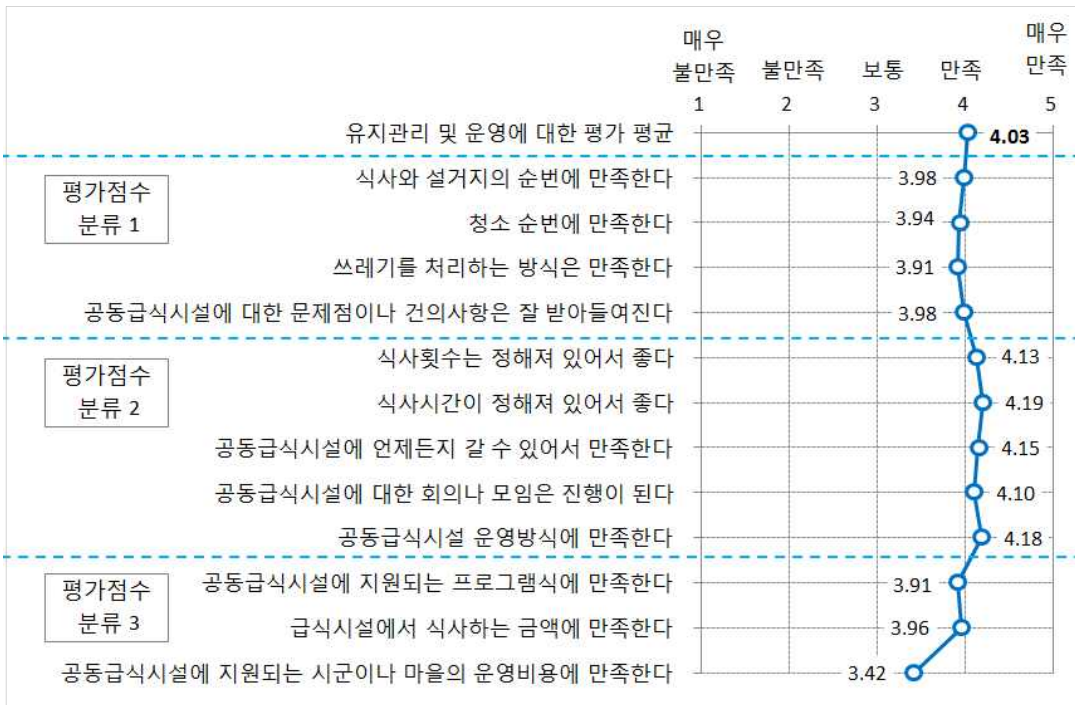 매우 매우
불만족 불만족 보통 만족 만족
1 2 3 4 5
유지관리 및 운영에 대한 평가 평균 4.03
평가점수
분류 1
식사와 설거지의 순번에 만족한다 3.98
청소 순번에 만족한다 3.94
쓰레기를 처리하는 방식은 만족한다 3.91
공동급식시설에 대한 문제점이나 건의사항은 잘 받아들여진다 3.98
평가점수
분류 2
식사횟수는 정해져 있어서 좋다 4.13
식사시간이 정해져 있어서 좋다 4.19
공동급식시설에 언제든지 갈 수 있어서 만족한다 4.15
공동급식시설에 대한 회의나 모임은 진행이 된다 4.10
공동급식시설 운영방식에 만족한다 4.18
평가점수
분류 3
공동급식시설에 지원되는 프로그램식에 만족한다 3.91
급식시설에서 식사하는 금액에 만족한다 3.96
공동급식시설에 지원되는 시군이나 마을의 운영비용에 만족한다 3.42